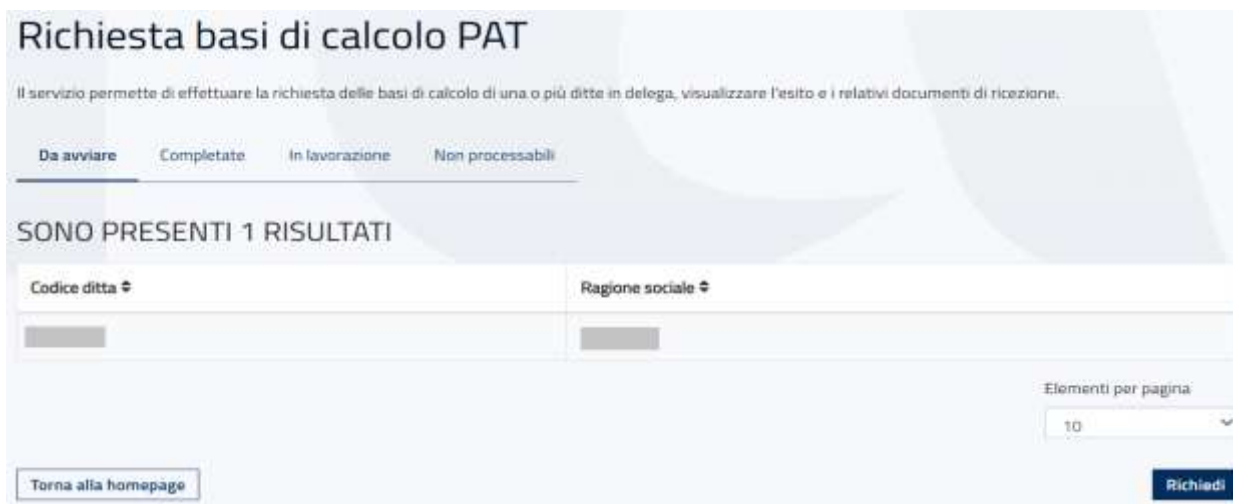 Richiesta basi di calcolo PAT
Il servizio permette di effettuare la richiesta delle basi di calcolo di una o più ditte in delega, visualizzare l'esito e i relativi documenti di ricezione.
Da avviare Completate In lavorazione Non processabili
SONO PRESENTI 1 RISULTATI
Codice ditta Ragione sociale
Elementi per pagina
10
Torna alla homepage Richiedi